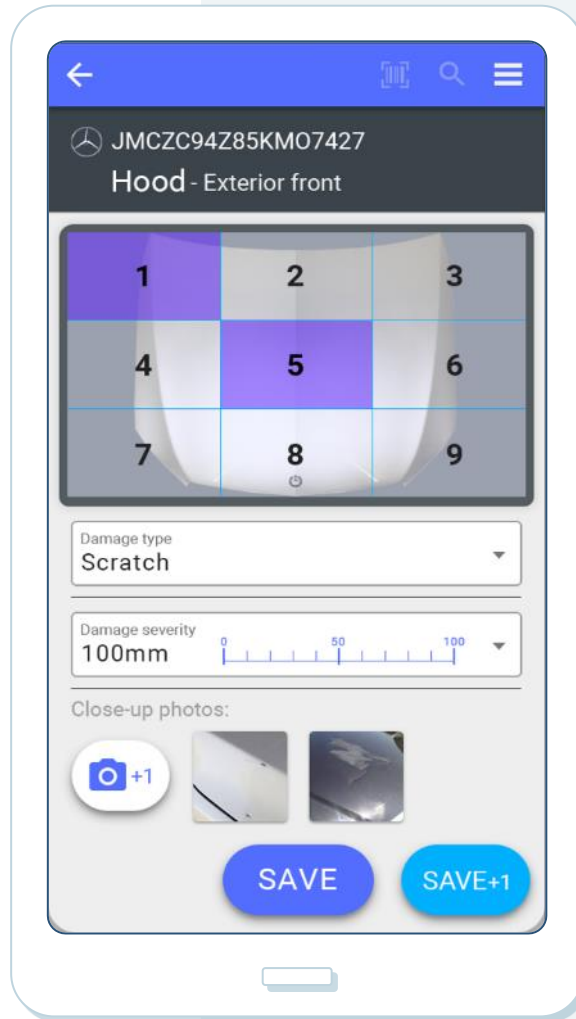 JMCZC94Z85KMO7427
Hood - Exterior front
1 2 3
4 5 6
7 8 9
Damage type
Scratch
Damage severity
100mm
0 50 100
Close-up photos:
+1
SAVE SAVE+1